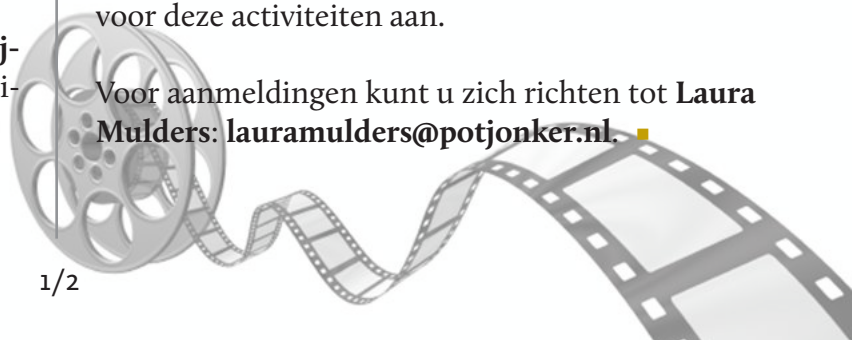 j-
i-
voor deze activiteiten aan.
Voor aanmeldingen kunt u zich richten tot Laura
Mulders: lauramulders@potjonker.nl.
1/2